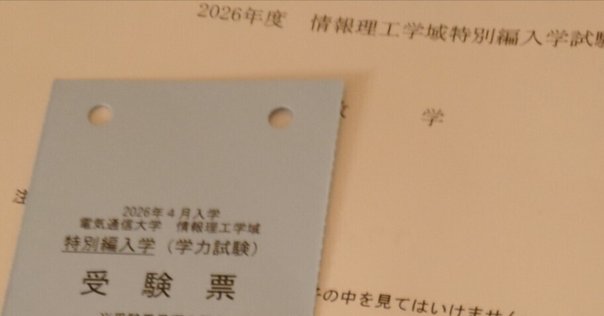 2026年度 情報理工学域特別編入学試験
学
2026年4月入学
電気通信大学 情報理工学域
特別編入学（学力試験）
受験票
の中を見てはいけません